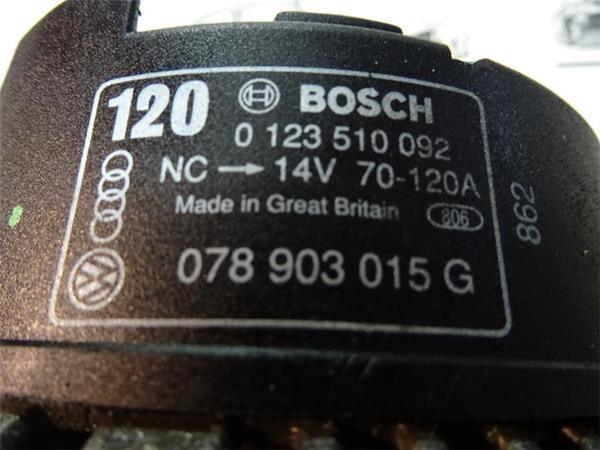 120 BOSCH
0 123 510 092
NC → 14V 70-120A
Made in Great Britain 806
078 903 015 G
862